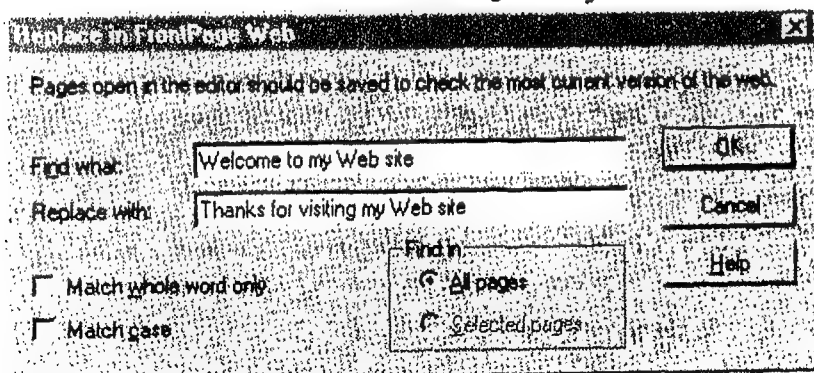 Replace in FrontPage Web
Pages open in the editor should be saved to check the most current version of the web.
Find what: Welcome to my Web site
OK
Replace with: Thanks for visiting my Web site
Cancel
Find in
Help
Match whole word only
All pages
Match case
Selected pages